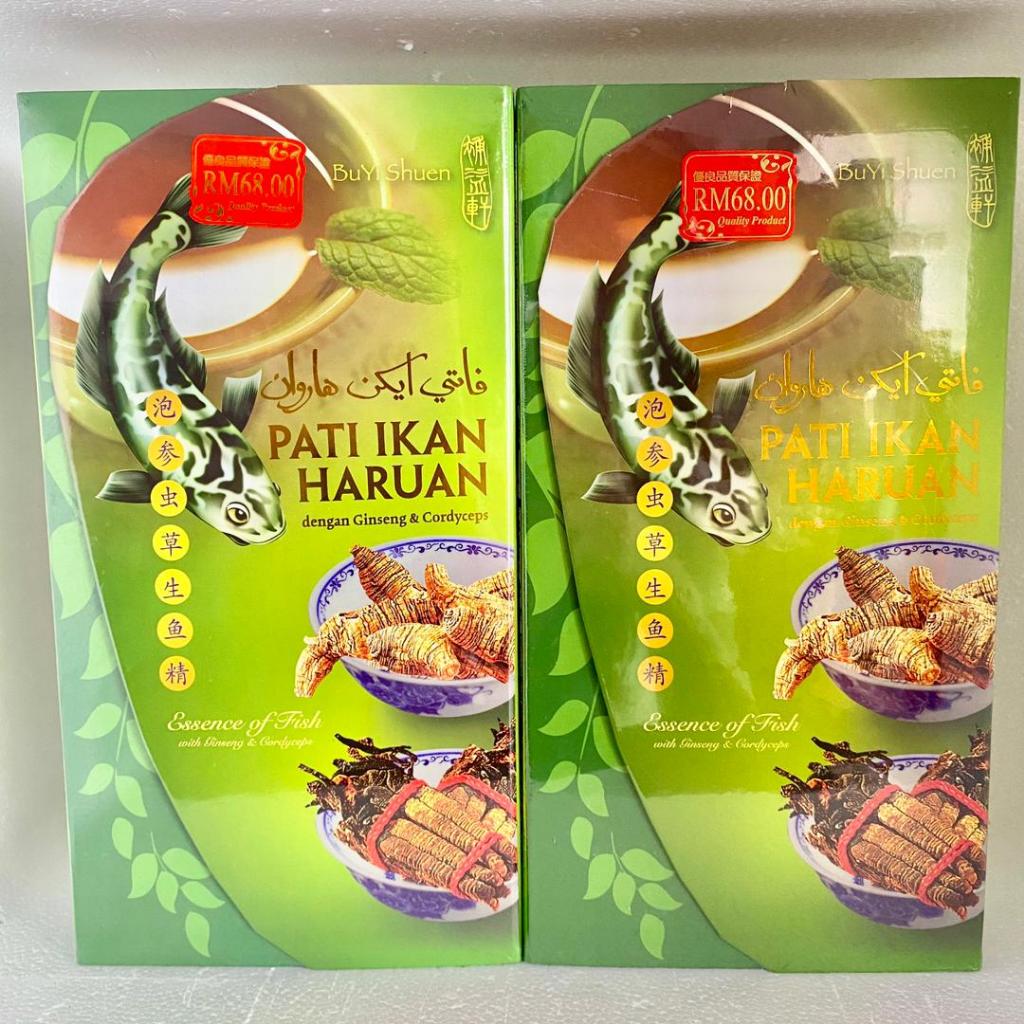 優良品質保證
RM68.00
Quality Product
BuYi Shuen
補益軒
فاتي ايكن هاروان
PATI IKAN
HARUAN
dengan Ginseng & Cordyceps
泡参虫草生鱼精
Essence of Fish
with Ginseng & Cordyceps
優良品質保證
RM68.00
Quality Product
BuYi Shuen
補益軒
فاتي ايكن هاروان
PATI IKAN
HARUAN
dengan Ginseng & Cordyceps
泡参虫草生鱼精
Essence of Fish
with Ginseng & Cordyceps